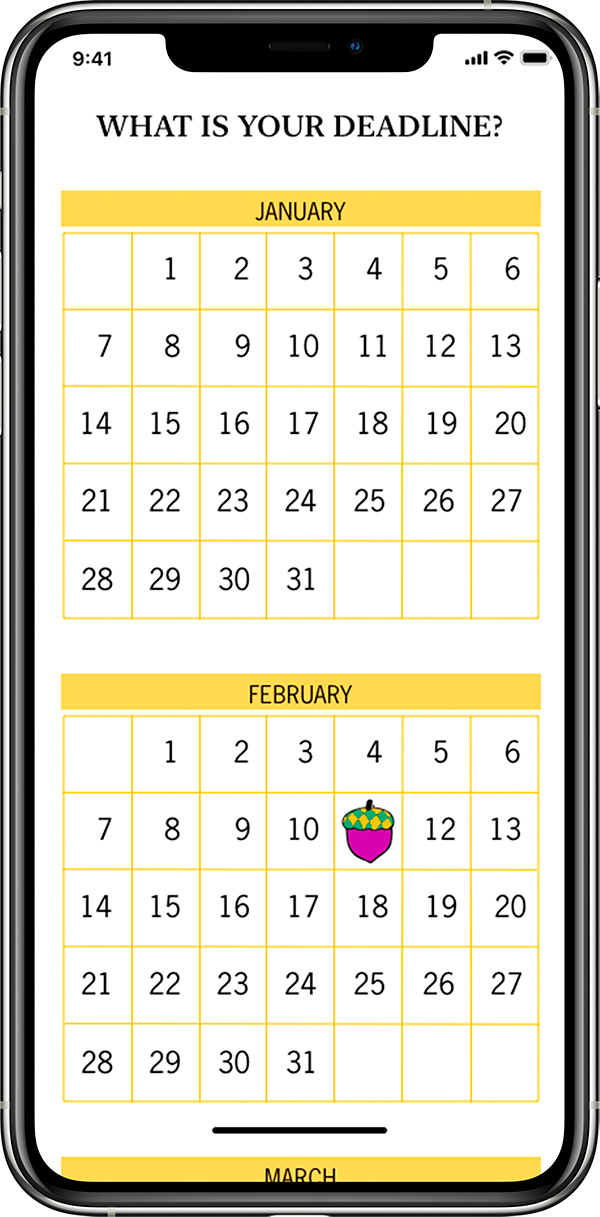 9:41
WHAT IS YOUR DEADLINE?
JANUARY
1 2 3 4 5 6
7 8 9 10 11 12 13
14 15 16 17 18 19 20
21 22 23 24 25 26 27
28 29 30 31
FEBRUARY
1 2 3 4 5 6
7 8 9 10 12 13
14 15 16 17 18 19 20
21 22 23 24 25 26 27
28 29 30 31
MARCH